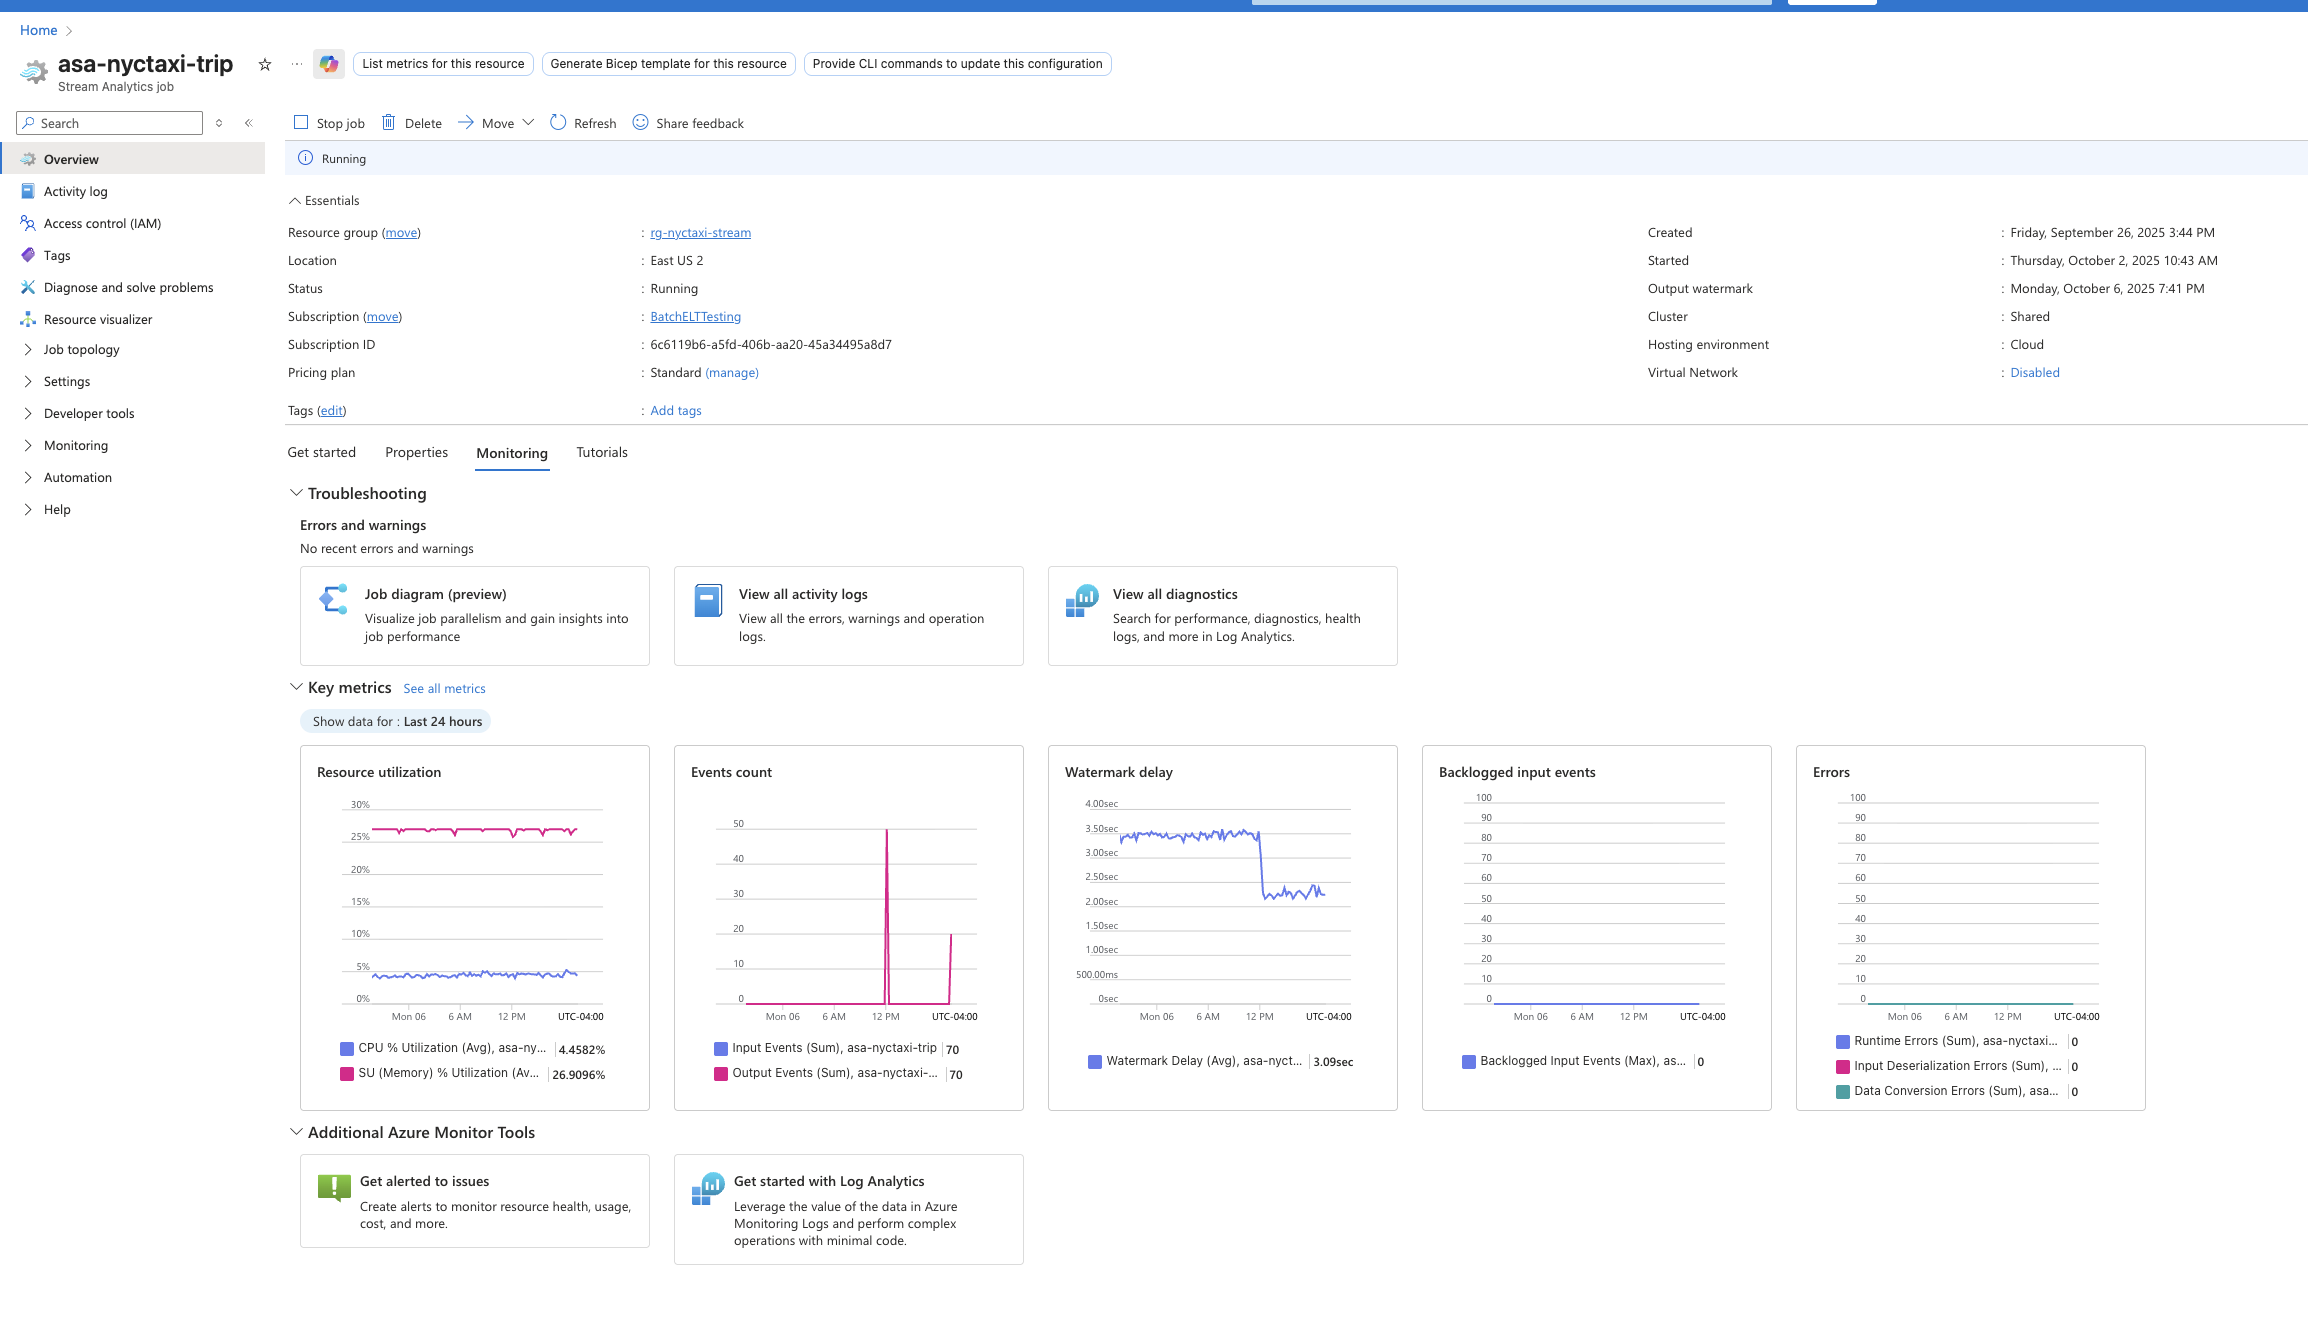 Home
asa-nyctaxi-trip
Stream Analytics job
List metrics for this resource
Generate Bicep template for this resource
Provide CLI commands to update this configuration
Search
Stop job Delete Move Refresh Share feedback
Overview
Activity log
Access control (IAM)
Tags
Diagnose and solve problems
Resource visualizer
Job topology
Settings
Developer tools
Monitoring
Automation
Help
Running
Essentials
Resource group (move) : rg-nyctaxi-stream
Location : East US 2
Status : Running
Subscription (move) : BatchELTTesting
Subscription ID : 6c6119b6-a5fd-406b-aa20-45a34495a8d7
Pricing plan : Standard (manage)
Tags (edit) : Add tags
Created : Friday, September 26, 2025 3:44 PM
Started : Thursday, October 2, 2025 10:43 AM
Output watermark : Monday, October 6, 2025 7:41 PM
Cluster : Shared
Hosting environment : Cloud
Virtual Network : Disabled
Get started Properties Monitoring Tutorials
Troubleshooting
Errors and warnings
No recent errors and warnings
Job diagram (preview)
Visualize job parallelism and gain insights into
job performance
View all activity logs
View all the errors, warnings and operation
logs.
View all diagnostics
Search for performance, diagnostics, health
logs, and more in Log Analytics.
Key metrics See all metrics
Show data for : Last 24 hours
Resource utilization
30%
25%
20%
15%
10%
5%
0%
Mon 06 6 AM 12 PM UTC-04:00
CPU % Utilization (Avg), asa-ny... 4.4582%
SU (Memory) % Utilization (Av... 26.9096%
Events count
50
40
30
20
10
0
Mon 06 6 AM 12 PM UTC-04:00
Input Events (Sum), asa-nyctaxi-trip 70
Output Events (Sum), asa-nyctaxi-... 70
Watermark delay
4.00sec
3.50sec
3.00sec
2.50sec
2.00sec
1.50sec
1.00sec
500.00ms
0sec
Mon 06 6 AM 12 PM UTC-04:00
Watermark Delay (Avg), asa-nyct... 3.09sec
Backlogged input events
100
90
80
70
60
50
40
30
20
10
0
Mon 06 6 AM 12 PM UTC-04:00
Backlogged Input Events (Max), as... 0
Errors
100
90
80
70
60
50
40
30
20
10
0
Mon 06 6 AM 12 PM UTC-04:00
Runtime Errors (Sum), asa-nyctaxi... 0
Input Deserialization Errors (Sum), ... 0
Data Conversion Errors (Sum), asa... 0
Additional Azure Monitor Tools
Get alerted to issues
Create alerts to monitor resource health, usage,
cost, and more.
Get started with Log Analytics
Leverage the value of the data in Azure
Monitoring Logs and perform complex
operations with minimal code.